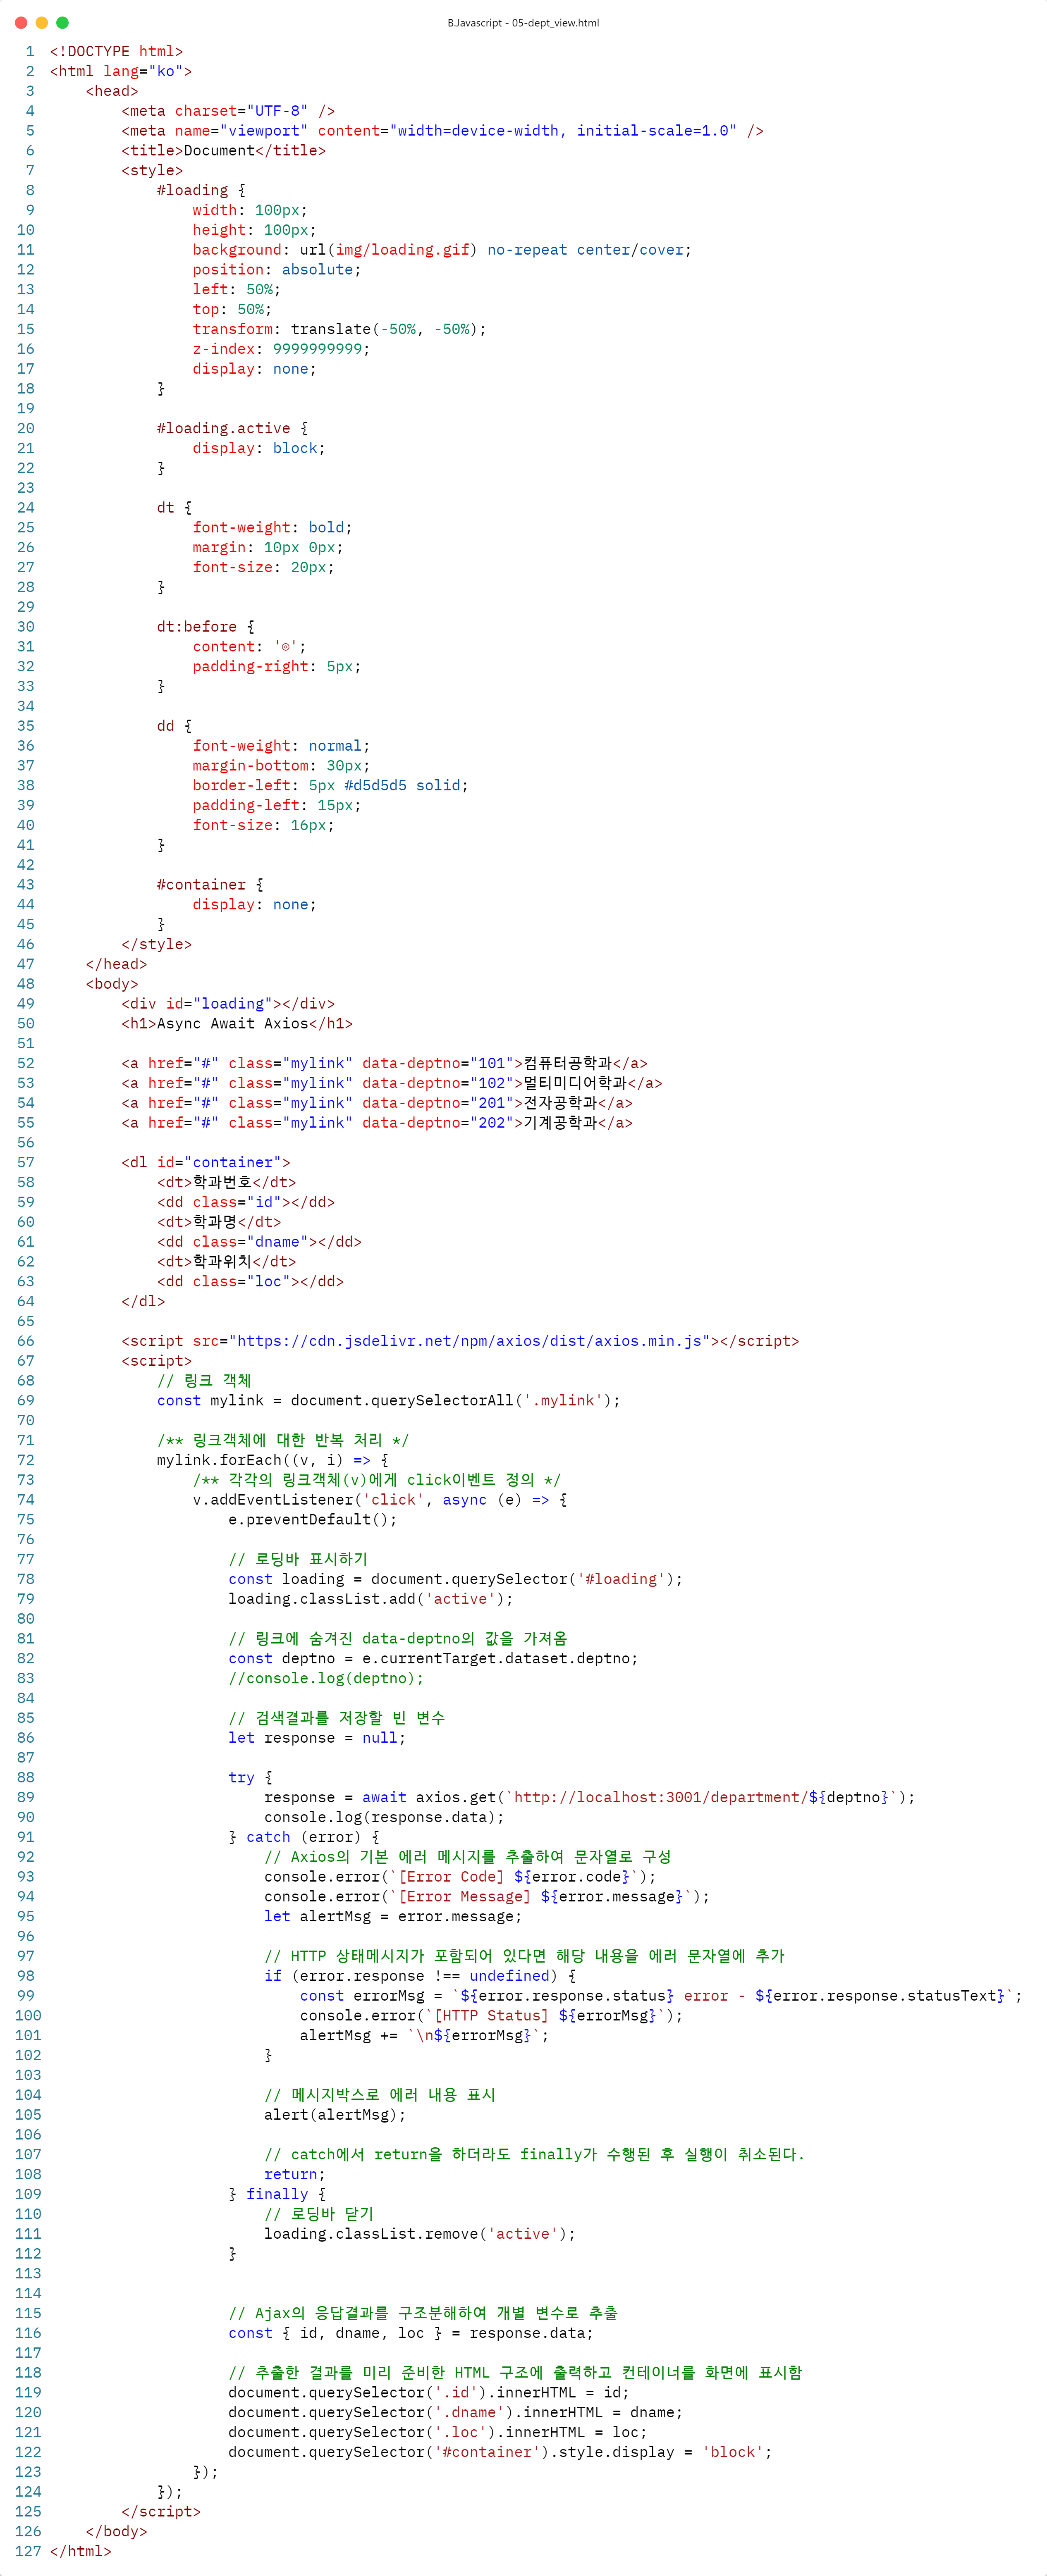 B.Javascript - 05-dept_view.html
1 <!DOCTYPE html>
2 <html lang="ko">
3     <head>
4         <meta charset="UTF-8" />
5         <meta name="viewport" content="width=device-width, initial-scale=1.0" />
6         <title>Document</title>
7         <style>
8             #loading {
9                 width: 100px;
10                 height: 100px;
11                 background: url(img/loading.gif) no-repeat center/cover;
12                 position: absolute;
13                 left: 50%;
14                 top: 50%;
15                 transform: translate(-50%, -50%);
16                 z-index: 9999999999;
17                 display: none;
18             }
19
20             #loading.active {
21                 display: block;
22             }
23
24             dt {
25                 font-weight: bold;
26                 margin: 10px 0px;
27                 font-size: 20px;
28             }
29
30             dt:before {
31                 content: '⊙';
32                 padding-right: 5px;
33             }
34
35             dd {
36                 font-weight: normal;
37                 margin-bottom: 30px;
38                 border-left: 5px #d5d5d5 solid;
39                 padding-left: 15px;
40                 font-size: 16px;
41             }
42
43             #container {
44                 display: none;
45             }
46         </style>
47     </head>
48     <body>
49         <div id="loading"></div>
50         <h1>Async Await Axios</h1>
51
52         <a href="#" class="mylink" data-deptno="101">컴퓨터공학과</a>
53         <a href="#" class="mylink" data-deptno="102">멀티미디어학과</a>
54         <a href="#" class="mylink" data-deptno="201">전자공학과</a>
55         <a href="#" class="mylink" data-deptno="202">기계공학과</a>
56
57         <dl id="container">
58             <dt>학과번호</dt>
59             <dd class="id"></dd>
60             <dt>학과명</dt>
61             <dd class="dname"></dd>
62             <dt>학과위치</dt>
63             <dd class="loc"></dd>
64         </dl>
65
66         <script src="https://cdn.jsdelivr.net/npm/axios/dist/axios.min.js"></script>
67         <script>
68             // 링크 객체
69             const mylink = document.querySelectorAll('.mylink');
70
71             /** 링크객체에 대한 반복 처리 */
72             mylink.forEach((v, i) => {
73                 /** 각각의 링크객체(v)에게 click이벤트 정의 */
74                 v.addEventListener('click', async (e) => {
75                     e.preventDefault();
76
77                     // 로딩바 표시하기
78                     const loading = document.querySelector('#loading');
79                     loading.classList.add('active');
80
81                     // 링크에 숨겨진 data-deptno의 값을 가져옴
82                     const deptno = e.currentTarget.dataset.deptno;
83                     //console.log(deptno);
84
85                     // 검색결과를 저장할 빈 변수
86                     let response = null;
87
88                     try {
89                         response = await axios.get(`http://localhost:3001/department/${deptno}`);
90                         console.log(response.data);
91                     } catch (error) {
92                         // Axios의 기본 에러 메시지를 추출하여 문자열로 구성
93                         console.error(`[Error Code] ${error.code}`);
94                         console.error(`[Error Message] ${error.message}`);
95                         let alertMsg = error.message;
96
97                         // HTTP 상태메시지가 포함되어 있다면 해당 내용을 에러 문자열에 추가
98                         if (error.response !== undefined) {
99                             const errorMsg = `${error.response.status} error - ${error.response.statusText}`;
100                             console.error(`[HTTP Status] ${errorMsg}`);
101                             alertMsg += `\n${errorMsg}`;
102                         }
103
104                         // 메시지박스로 에러 내용 표시
105                         alert(alertMsg);
106
107                         // catch에서 return을 하더라도 finally가 수행된 후 실행이 취소된다.
108                         return;
109                     } finally {
110                         // 로딩바 닫기
111                         loading.classList.remove('active');
112                     }
113
114
115                     // Ajax의 응답결과를 구조분해하여 개별 변수로 추출
116                     const { id, dname, loc } = response.data;
117
118                     // 추출한 결과를 미리 준비한 HTML 구조에 출력하고 컨테이너를 화면에 표시함
119                     document.querySelector('.id').innerHTML = id;
120                     document.querySelector('.dname').innerHTML = dname;
121                     document.querySelector('.loc').innerHTML = loc;
122                     document.querySelector('#container').style.display = 'block';
123                 });
124             });
125         </script>
126     </body>
127 </html>